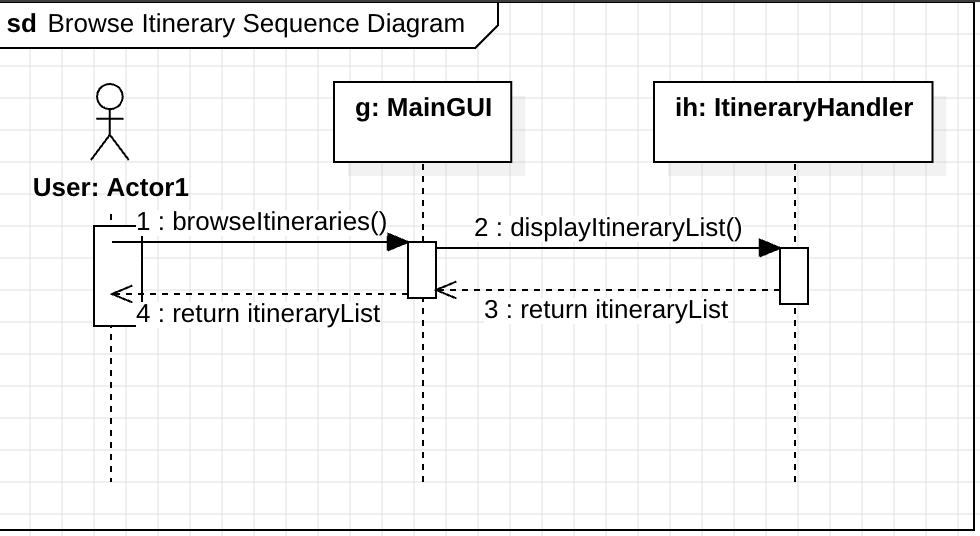 sd Browse Itinerary Sequence Diagram
g: MainGUI
ih: ItineraryHandler
User: Actor1
1 : browseItineraries()
2 : displayItineraryList()
3 : return itineraryList
4 : return itineraryList